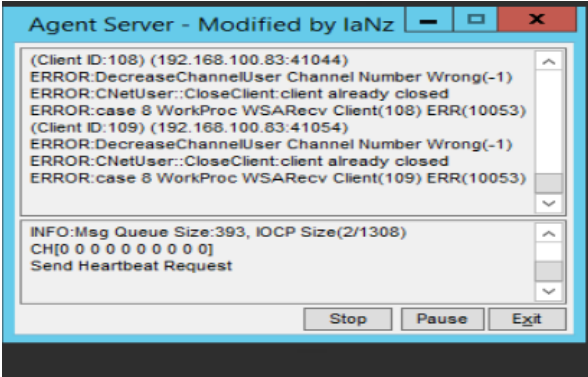 Agent Server - Modified by IaNz
(Client ID:108) (192.168.100.83:41044)
ERROR:DecreaseChannelUser Channel Number Wrong(-1)
ERROR:CNetUser::CloseClient:client already closed
ERROR:case 8 WorkProc WSARecv Client(108) ERR(10053)
(Client ID:109) (192.168.100.83:41054)
ERROR:DecreaseChannelUser Channel Number Wrong(-1)
ERROR:CNetUser::CloseClient:client already closed
ERROR:case 8 WorkProc WSARecv Client(109) ERR(10053)
INFO:Msg Queue Size:393, IOCP Size(2/1308)
CH[0 0 0 0 0 0 0 0 0 0]
Send Heartbeat Request
Stop Pause Exit